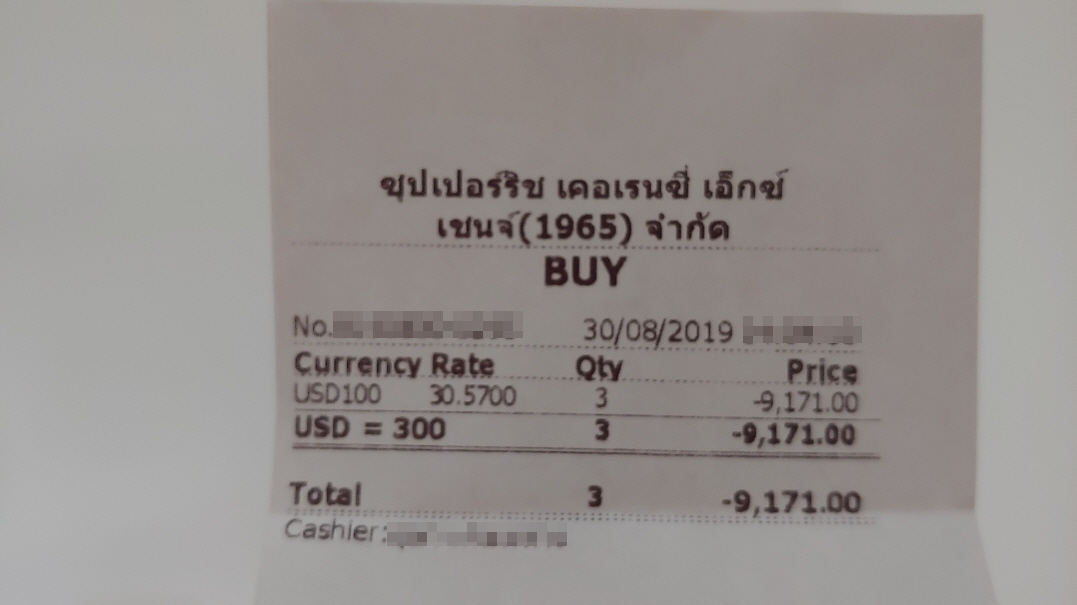 ซุปเปอร์ริช เคอเรนซี่ เอ็กซ์
เชนจ์(1965) จำกัด
BUY
No. 30/08/2019
Currency Rate Qty Price
USD100 30.5700 3 -9,171.00
USD = 300 3 -9,171.00
Total 3 -9,171.00
Cashier: